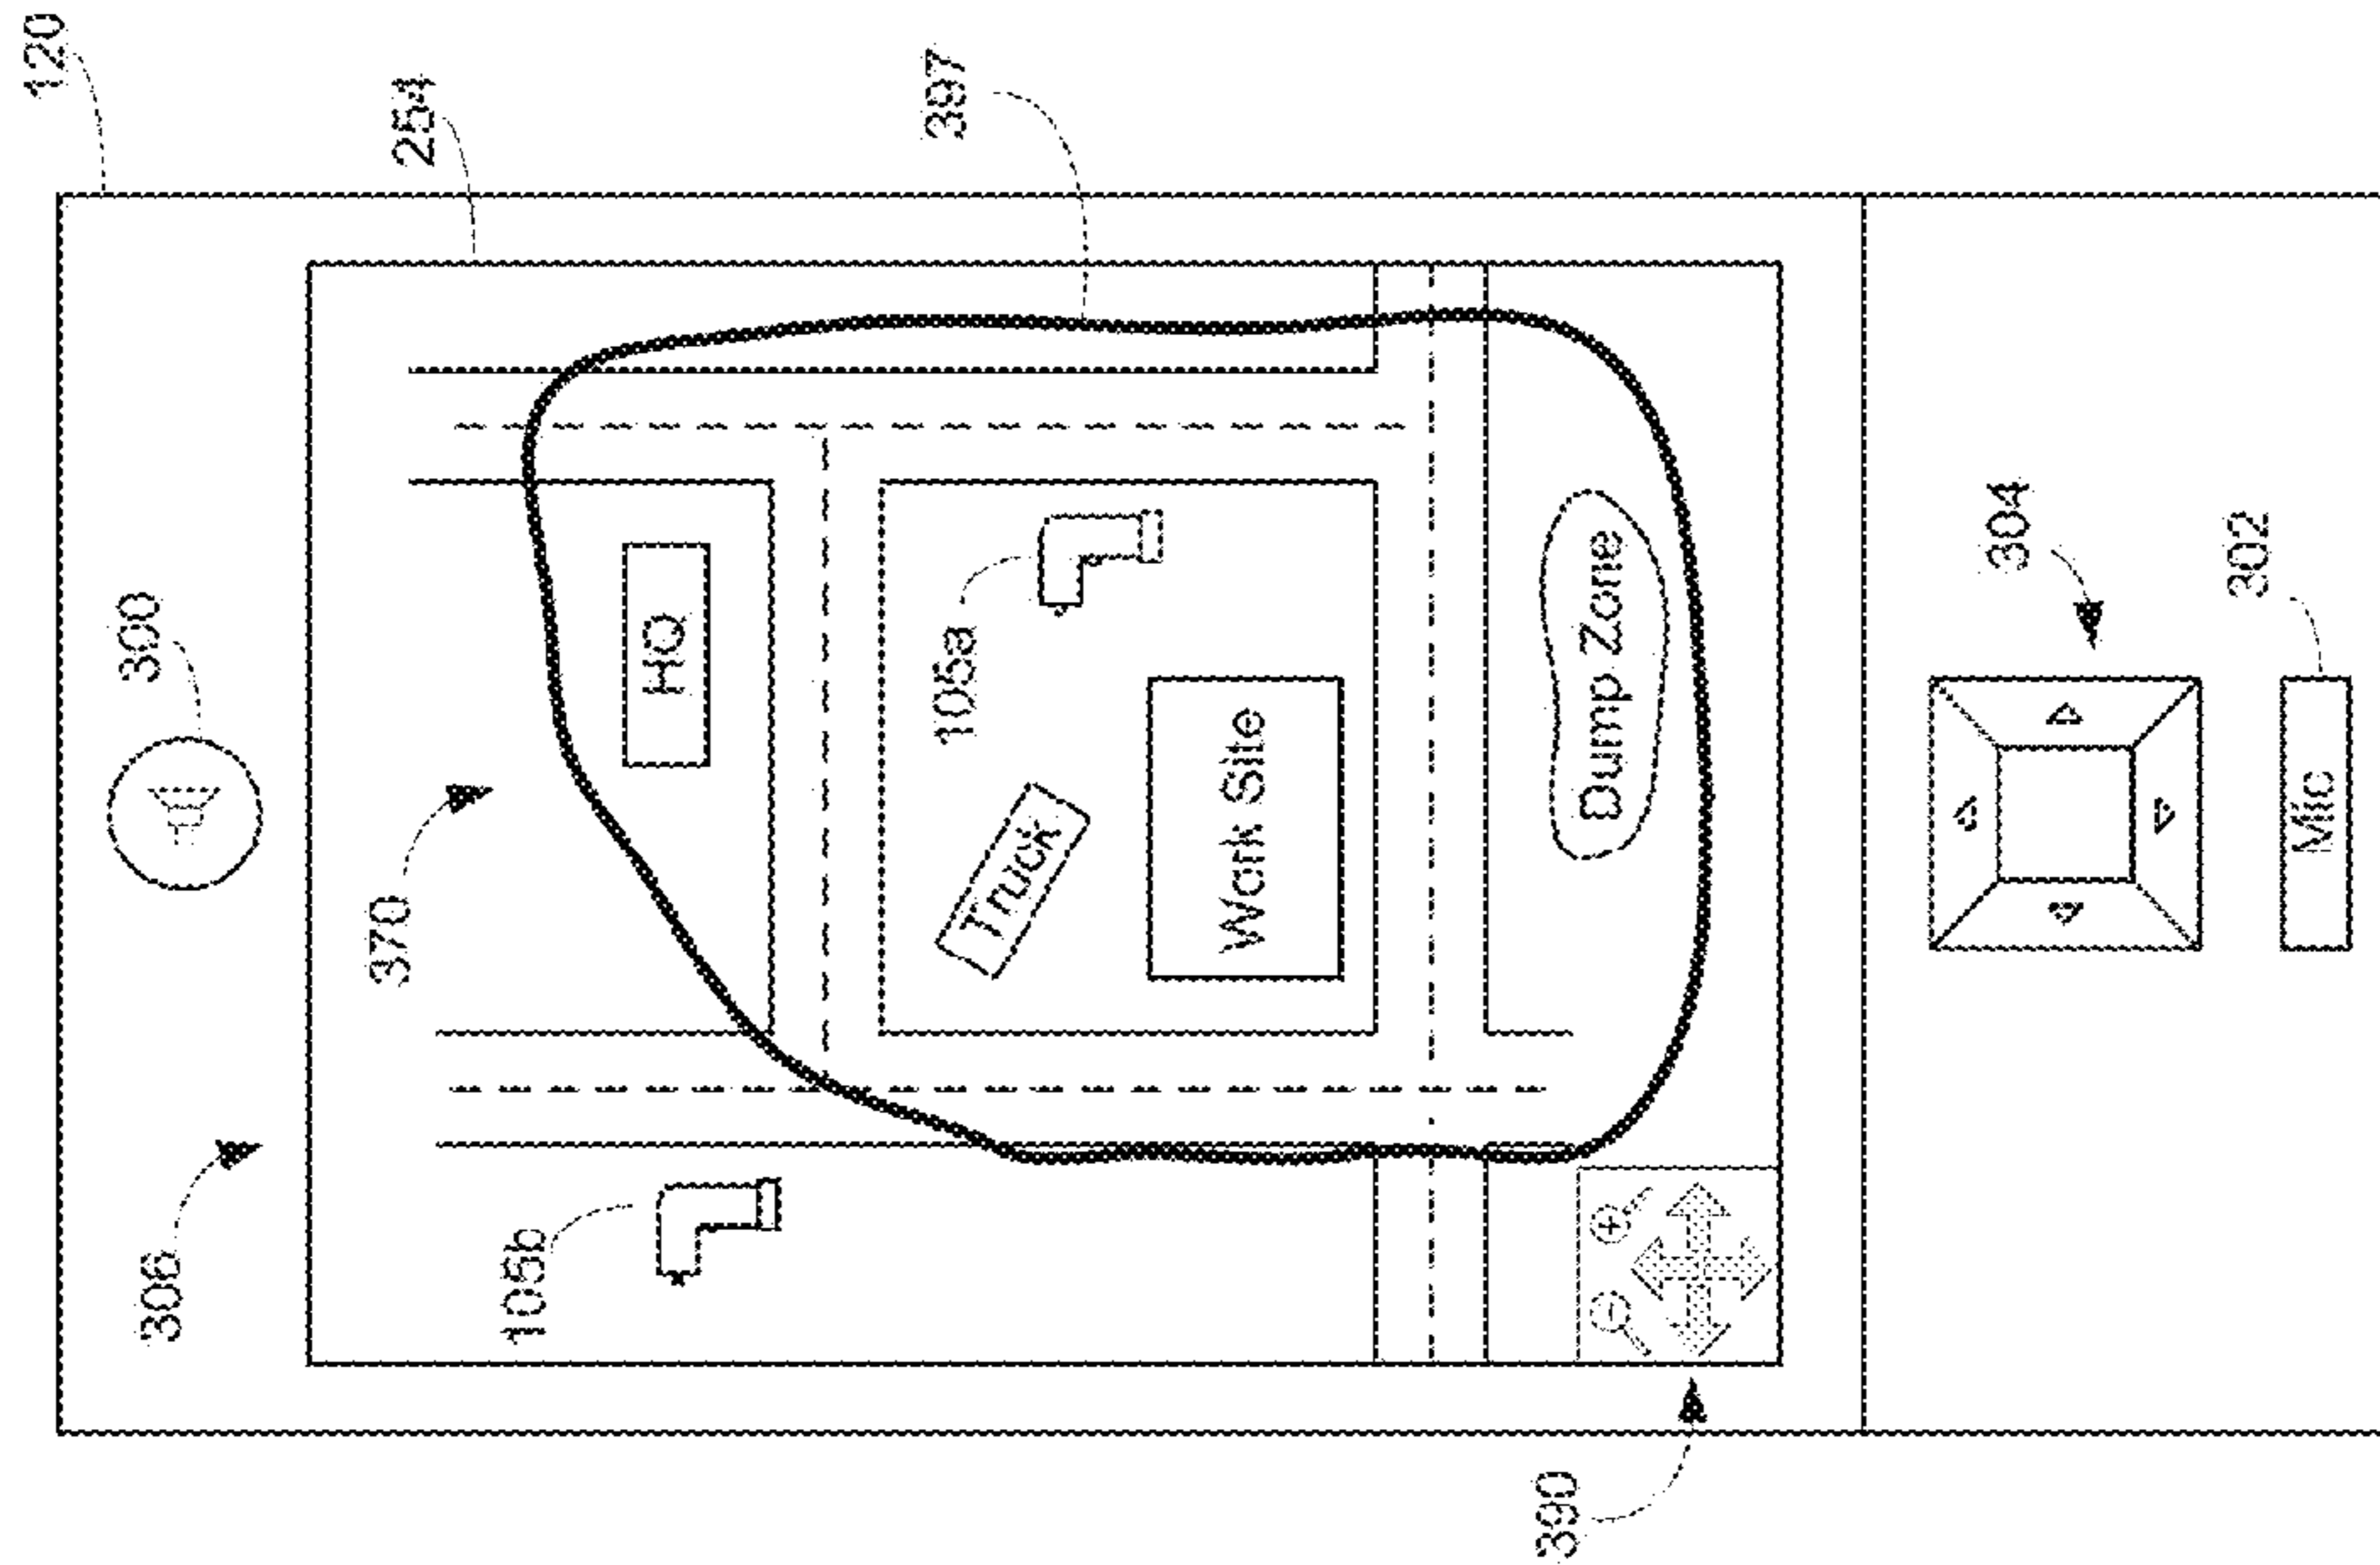 120
300
306
370
254
105b
HQ
397
105a
Truck
Work Site
390
Dump Zone
304
302
Mic